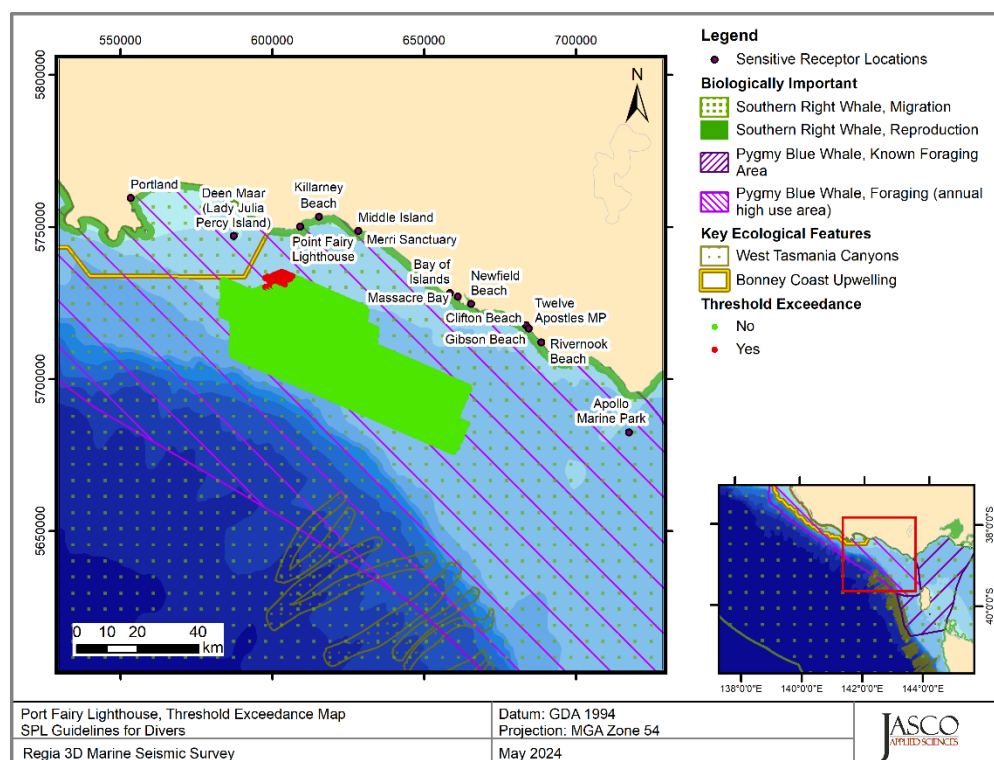 550000 600000 650000 700000
5800000
5750000
5700000
5650000
N
Portland
Deen Maar
(Lady Julia
Percy Island)
Killarney
Beach
Point Fairy
Lighthouse
Middle Island
Merri Sanctuary
Bay of
Islands
Massacre Bay
Newfield
Beach
Clifton Beach
Gibson Beach
Twelve
Apostles MP
Rivernook
Beach
Apollo
Marine Park
0 10 20 40
km
Legend
Sensitive Receptor Locations
Biologically Important
Southern Right Whale, Migration
Southern Right Whale, Reproduction
Pygmy Blue Whale, Known Foraging
Area
Pygmy Blue Whale, Foraging (annual
high use area)
Key Ecological Features
West Tasmania Canyons
Bonney Coast Upwelling
Threshold Exceedance
No
Yes
38°0'0"S
40°0'0"S
138°0'0"E 140°0'0"E 142°0'0"E 144°0'0"E
Port Fairy Lighthouse, Threshold Exceedance Map
SPL Guidelines for Divers
Regia 3D Marine Seismic Survey
Datum: GDA 1994
Projection: MGA Zone 54
May 2024
JASCO
APPLIED SCIENCES